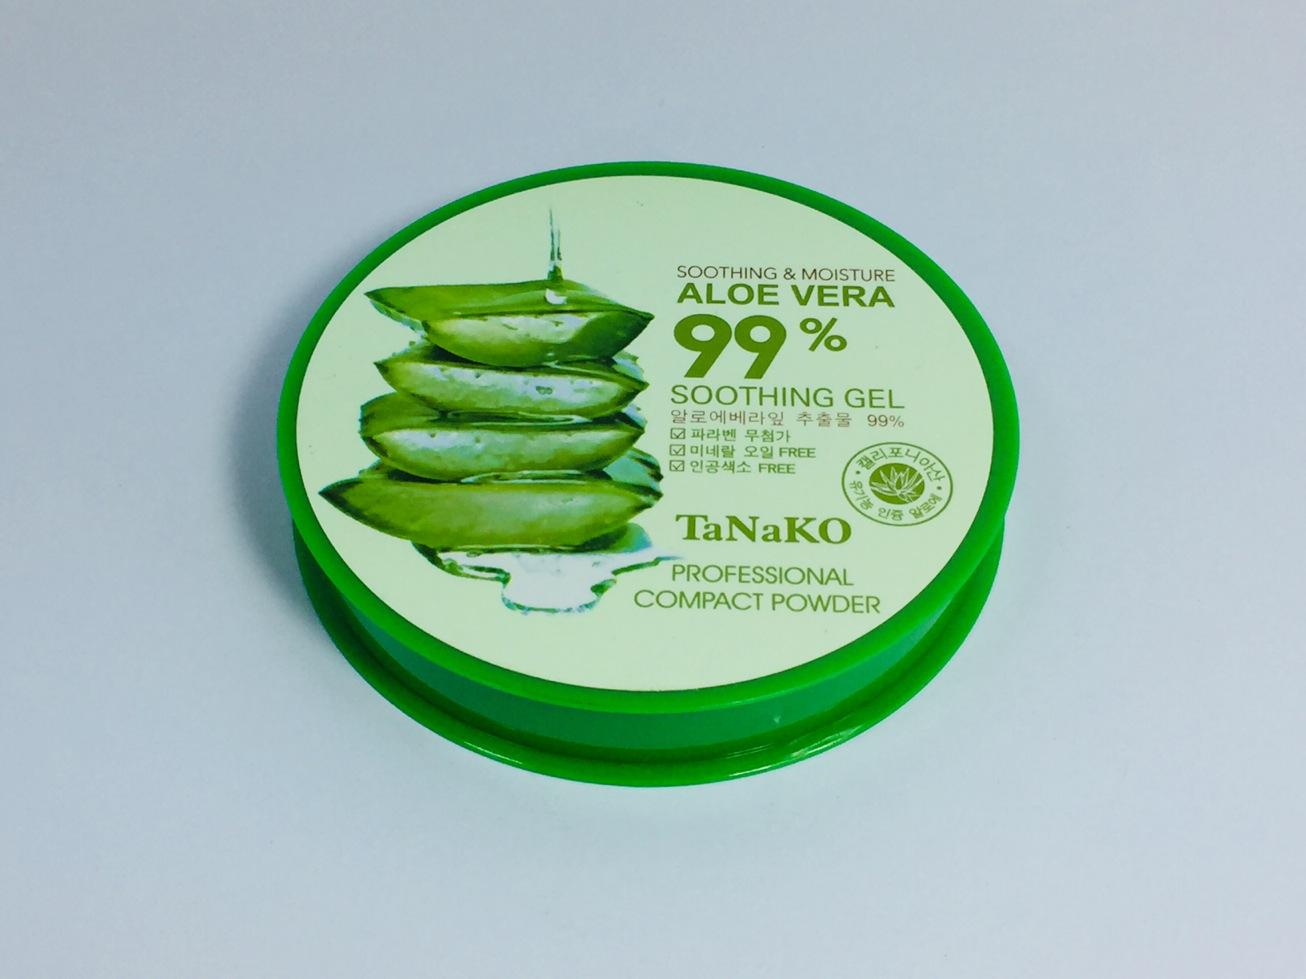 SOOTHING & MOISTURE
ALOE VERA
99%
SOOTHING GEL
알로에베라잎 추출물 99%
☑ 파라벤 무첨가
☑ 미네랄 오일 FREE
☑ 인공색소 FREE
캘리포니아산
유기농 인증 알로에
TaNaKO
PROFESSIONAL
COMPACT POWDER